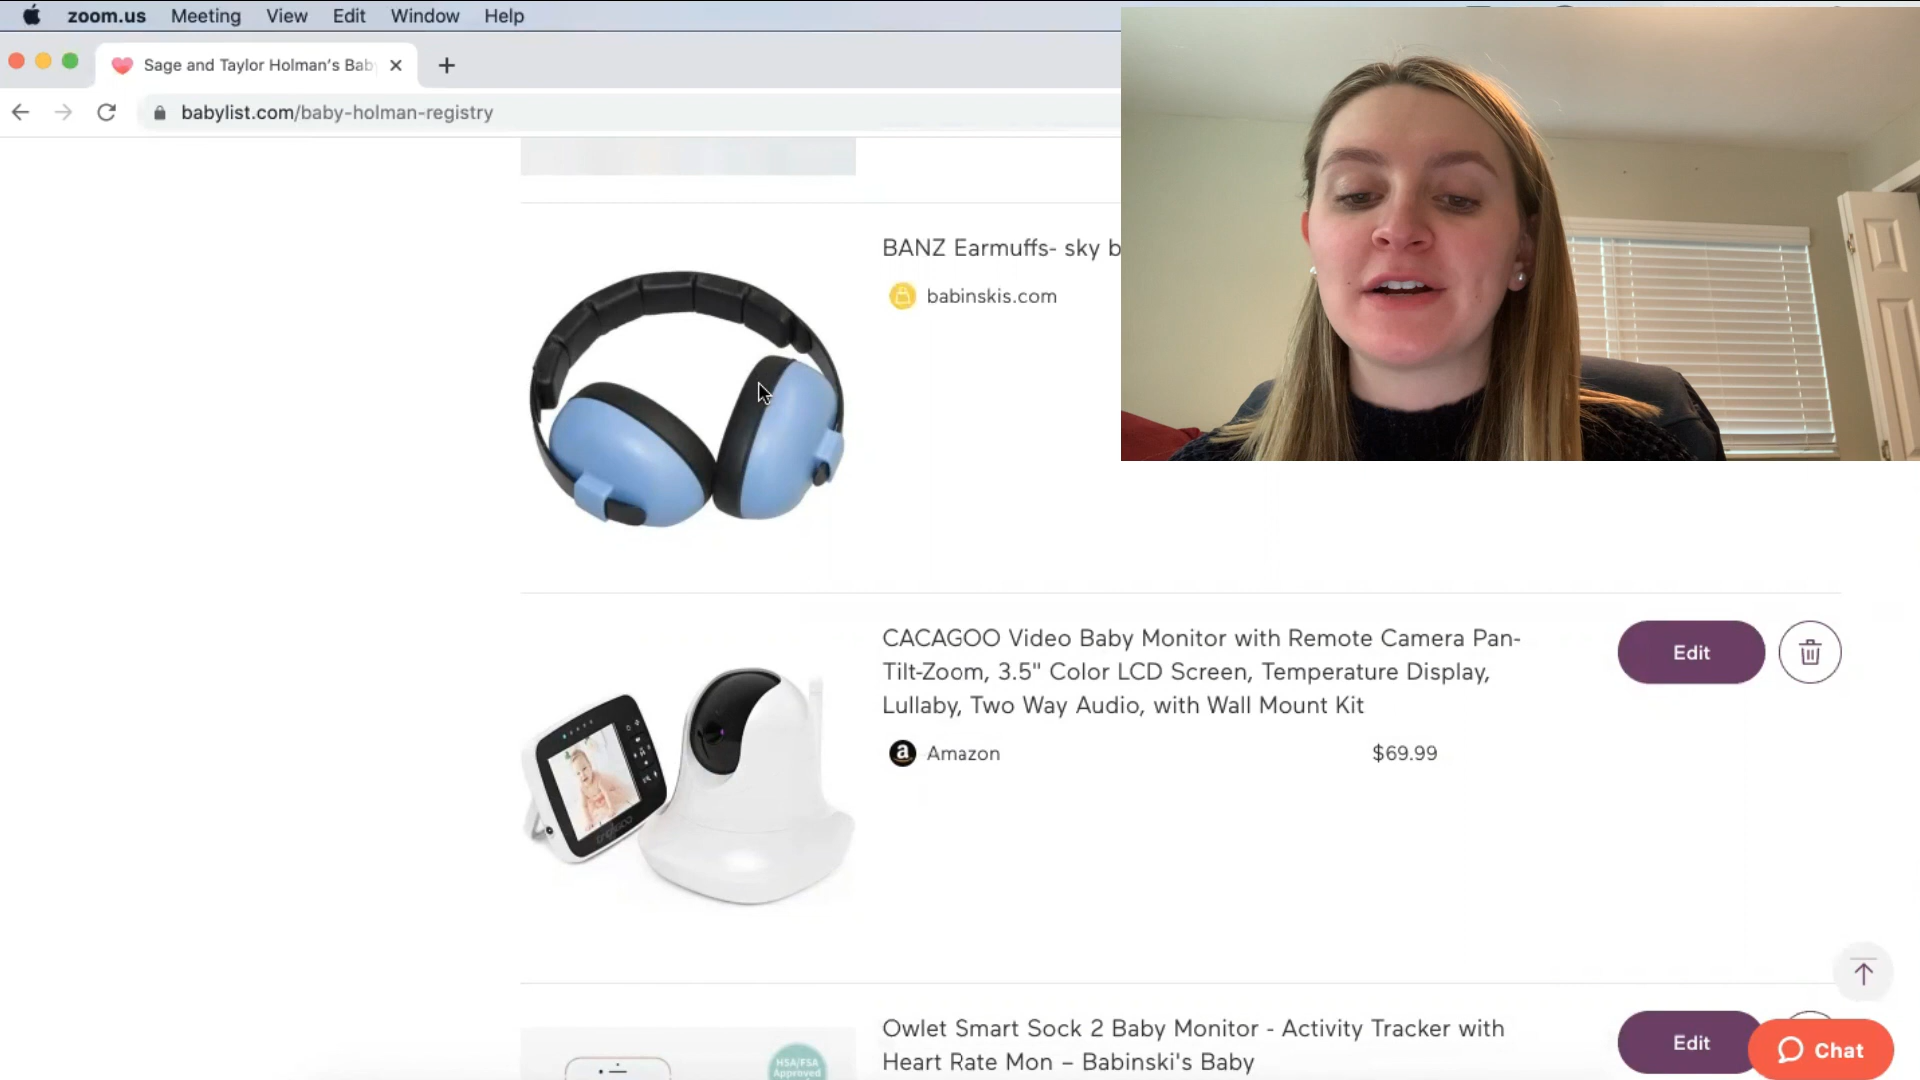 zoom.us Meeting View Edit Window Help
Sage and Taylor Holman's Bab
babylist.com/baby-holman-registry
BANZ Earmuffs- sky b
babinskis.com
CACAGOO Video Baby Monitor with Remote Camera Pan-
Tilt-Zoom, 3.5" Color LCD Screen, Temperature Display,
Lullaby, Two Way Audio, with Wall Mount Kit
Edit
Amazon
$69.99
Owlet Smart Sock 2 Baby Monitor - Activity Tracker with
Heart Rate Mon – Babinski's Baby
Edit
HSA/FSA
Approved
Chat